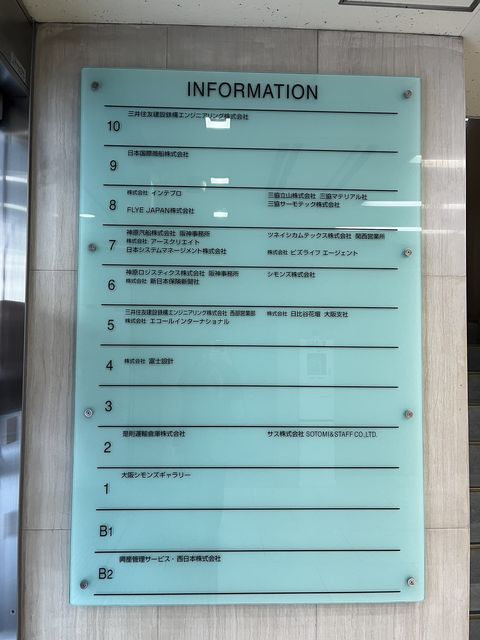 INFORMATION
10 三井住友建設鉄構エンジニアリング株式会社
9 日本国際商船株式会社
8 株式会社 インテプロ 三協立山株式会社 三協マテリアル社
FLYE JAPAN株式会社 三協サーモテック株式会社
7 神原汽船株式会社 阪神事務所 ツネイシカムテックス株式会社 関西営業所
株式会社 アースクリエイト
日本システムマネージメント株式会社 株式会社 ビズライフ エージェント
6 神原ロジスティクス株式会社 阪神事務所 シモンズ株式会社
株式会社 新日本保険新聞社
5 三井住友建設鉄構エンジニアリング株式会社 西部営業部 株式会社 日比谷花壇 大阪支社
株式会社 エコールインターナショナル
4 株式会社 富士設計
3
2 是則運輸倉庫株式会社 サス株式会社 SOTOMI&STAFF CO.,LTD.
1 大阪シモンズギャラリー
B1
B2 興産管理サービス・西日本株式会社